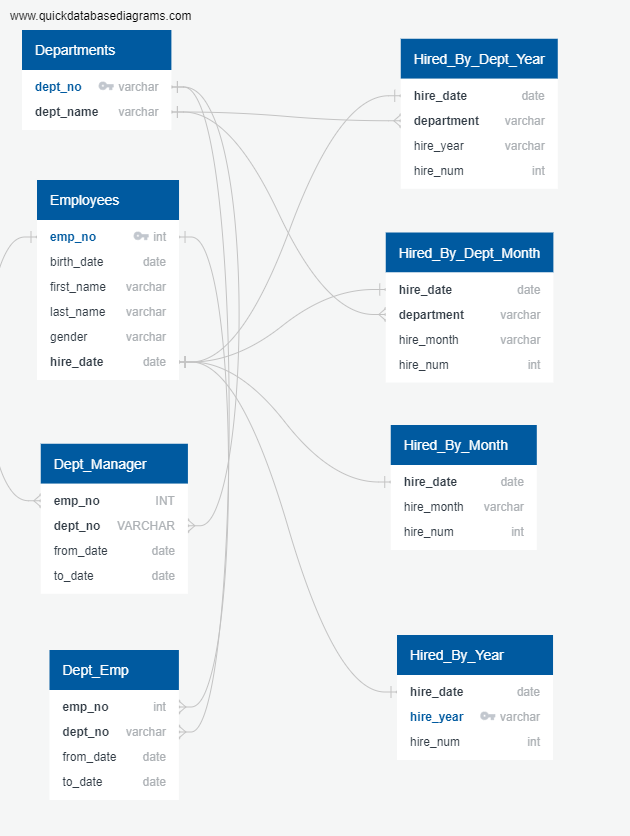 www.quickdatabasediagrams.com
Departments
dept_no varchar
dept_name varchar
Employees
emp_no int
birth_date date
first_name varchar
last_name varchar
gender varchar
hire_date date
Dept_Manager
emp_no INT
dept_no VARCHAR
from_date date
to_date date
Dept_Emp
emp_no int
dept_no varchar
from_date date
to_date date
Hired_By_Dept_Year
hire_date date
department varchar
hire_year varchar
hire_num int
Hired_By_Dept_Month
hire_date date
department varchar
hire_month varchar
hire_num int
Hired_By_Month
hire_date date
hire_month varchar
hire_num int
Hired_By_Year
hire_date date
hire_year varchar
hire_num int